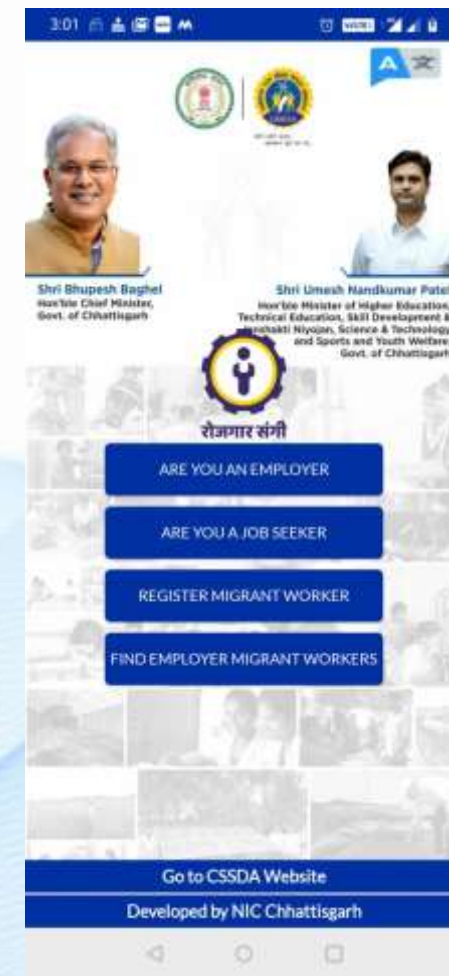 3:01
A अ
Shri Bhupesh Baghel
Hon'ble Chief Minister,
Govt. of Chhattisgarh
Shri Umesh Nandkumar Patel
Hon'ble Minister of Higher Education,
Technical Education, Skill Development &
Niyojan, Science & Technology
and Sports and Youth Welfare
Govt. of Chhattisgarh
रोजगार संगी
ARE YOU AN EMPLOYER
ARE YOU A JOB SEEKER
REGISTER MIGRANT WORKER
FIND EMPLOYER MIGRANT WORKERS
Go to CSSDA Website
Developed by NIC Chhattisgarh